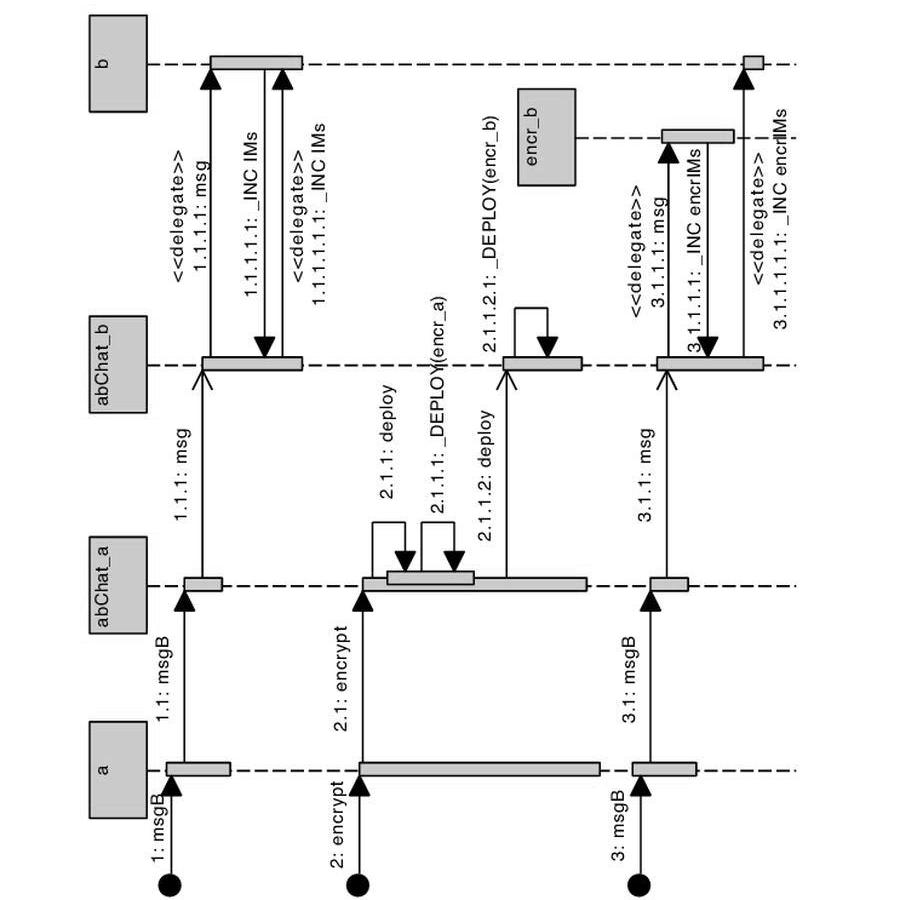 a
abChat_a
abChat_b
b
encr_b
1: msgB
1.1: msgB
1.1.1: msg
<<delegate>>
1.1.1.1: msg
1.1.1.1.1: _INC IMs
<<delegate>>
1.1.1.1.1.1: _INC IMs
2: encrypt
2.1: encrypt
2.1.1: deploy
2.1.1.1: _DEPLOY(encr_a)
2.1.1.2: deploy
2.1.1.2.1: _DEPLOY(encr_b)
3: msgB
3.1: msgB
3.1.1: msg
<<delegate>>
3.1.1.1: msg
3.1.1.1.1: _INC encrIMs
<<delegate>>
3.1.1.1.1.1: _INC encrIMs